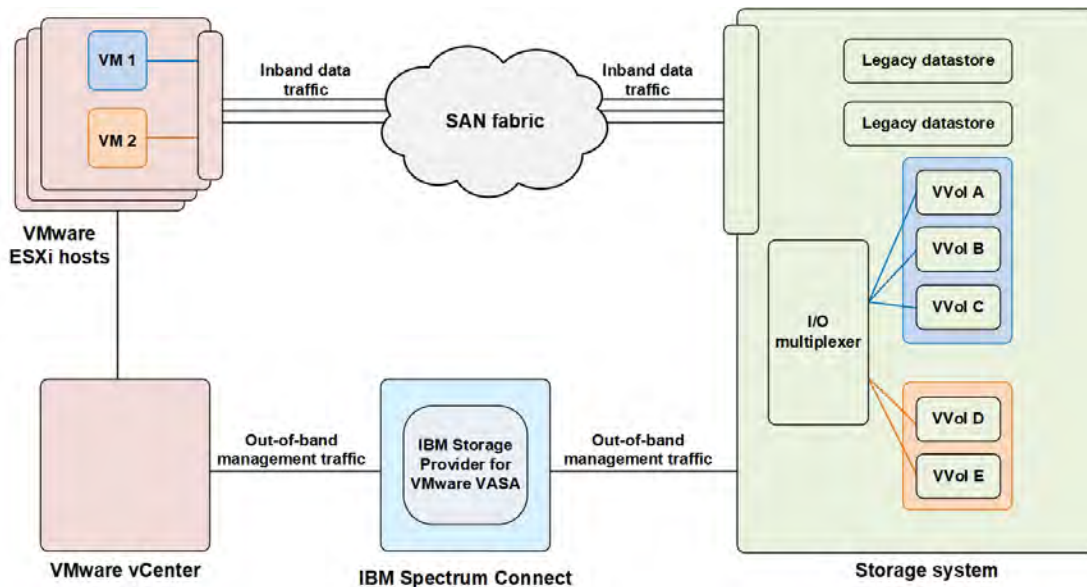 VM 1
VM 2
VMware
ESXi hosts
Inband data
traffic
SAN fabric
Inband data
traffic
Legacy datastore
Legacy datastore
VVol A
VVol B
VVol C
I/O
multiplexer
VVol D
VVol E
Out-of-band
management traffic
IBM Storage
Provider for
VMware VASA
Out-of-band
management traffic
VMware vCenter
IBM Spectrum Connect
Storage system